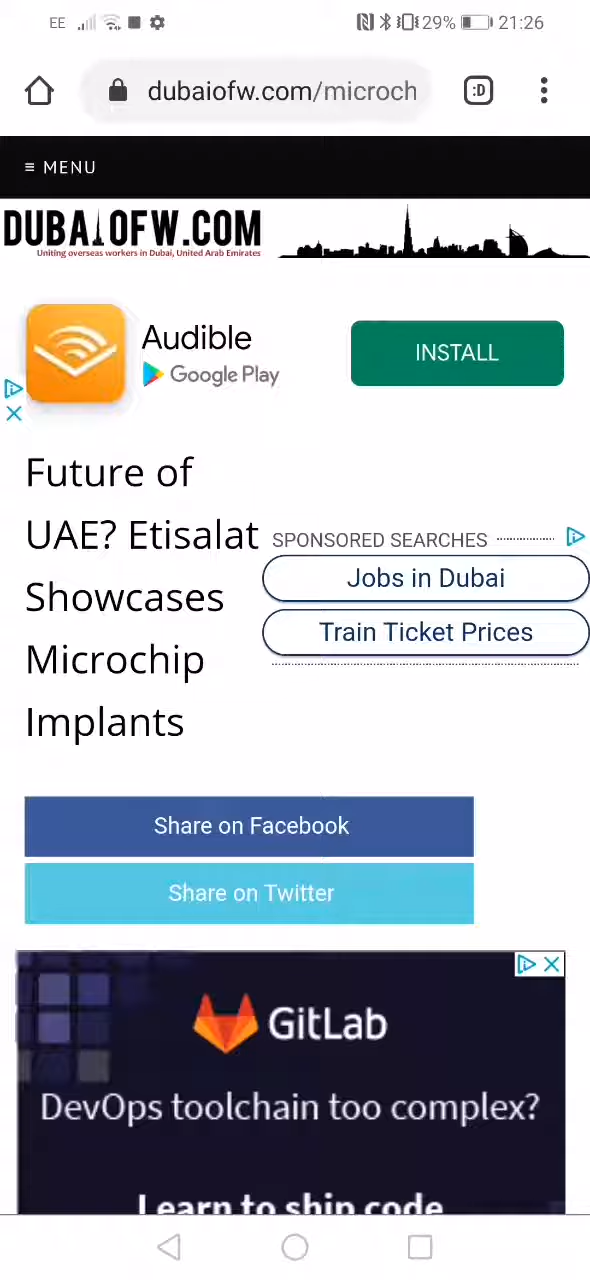 EE 29% 21:26
dubaiofw.com/microch :D
≡ MENU
DUBAIOFW.COM
Uniting overseas workers in Dubai, United Arab Emirates
Audible
Google Play
INSTALL
Future of
UAE? Etisalat
Showcases
Microchip
Implants
SPONSORED SEARCHES
Jobs in Dubai
Train Ticket Prices
Share on Facebook
Share on Twitter
GitLab
DevOps toolchain too complex?
Learn to ship code